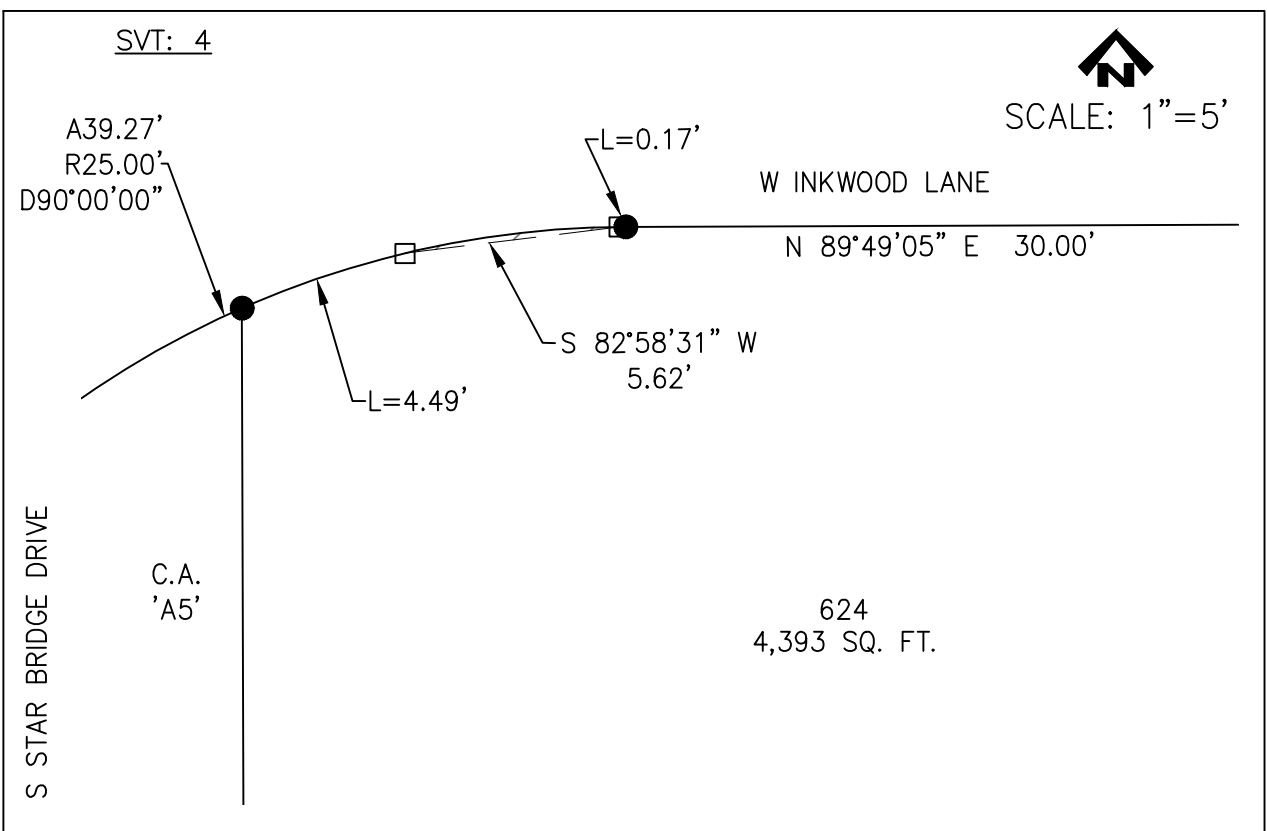 SVT: 4
N
SCALE: 1”=5’
A39.27’
R25.00’
D90°00’00”
L=0.17’
W INKWOOD LANE
N 89°49’05” E 30.00’
S 82°58’31” W
5.62’
L=4.49’
S STAR BRIDGE DRIVE
C.A.
’A5’
624
4,393 SQ. FT.